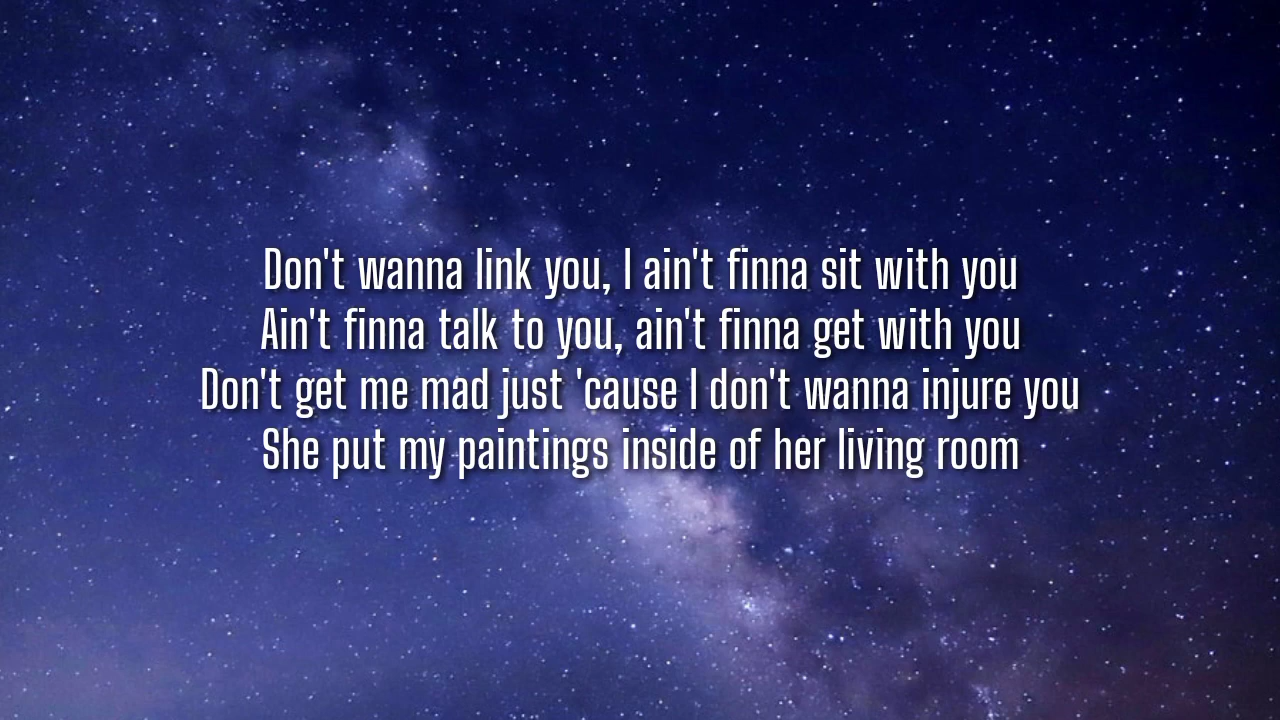 Don't wanna link you, I ain't finna sit with you
Ain't finna talk to you, ain't finna get with you
Don't get me mad just 'cause I don't wanna injure you
She put my paintings inside of her living room